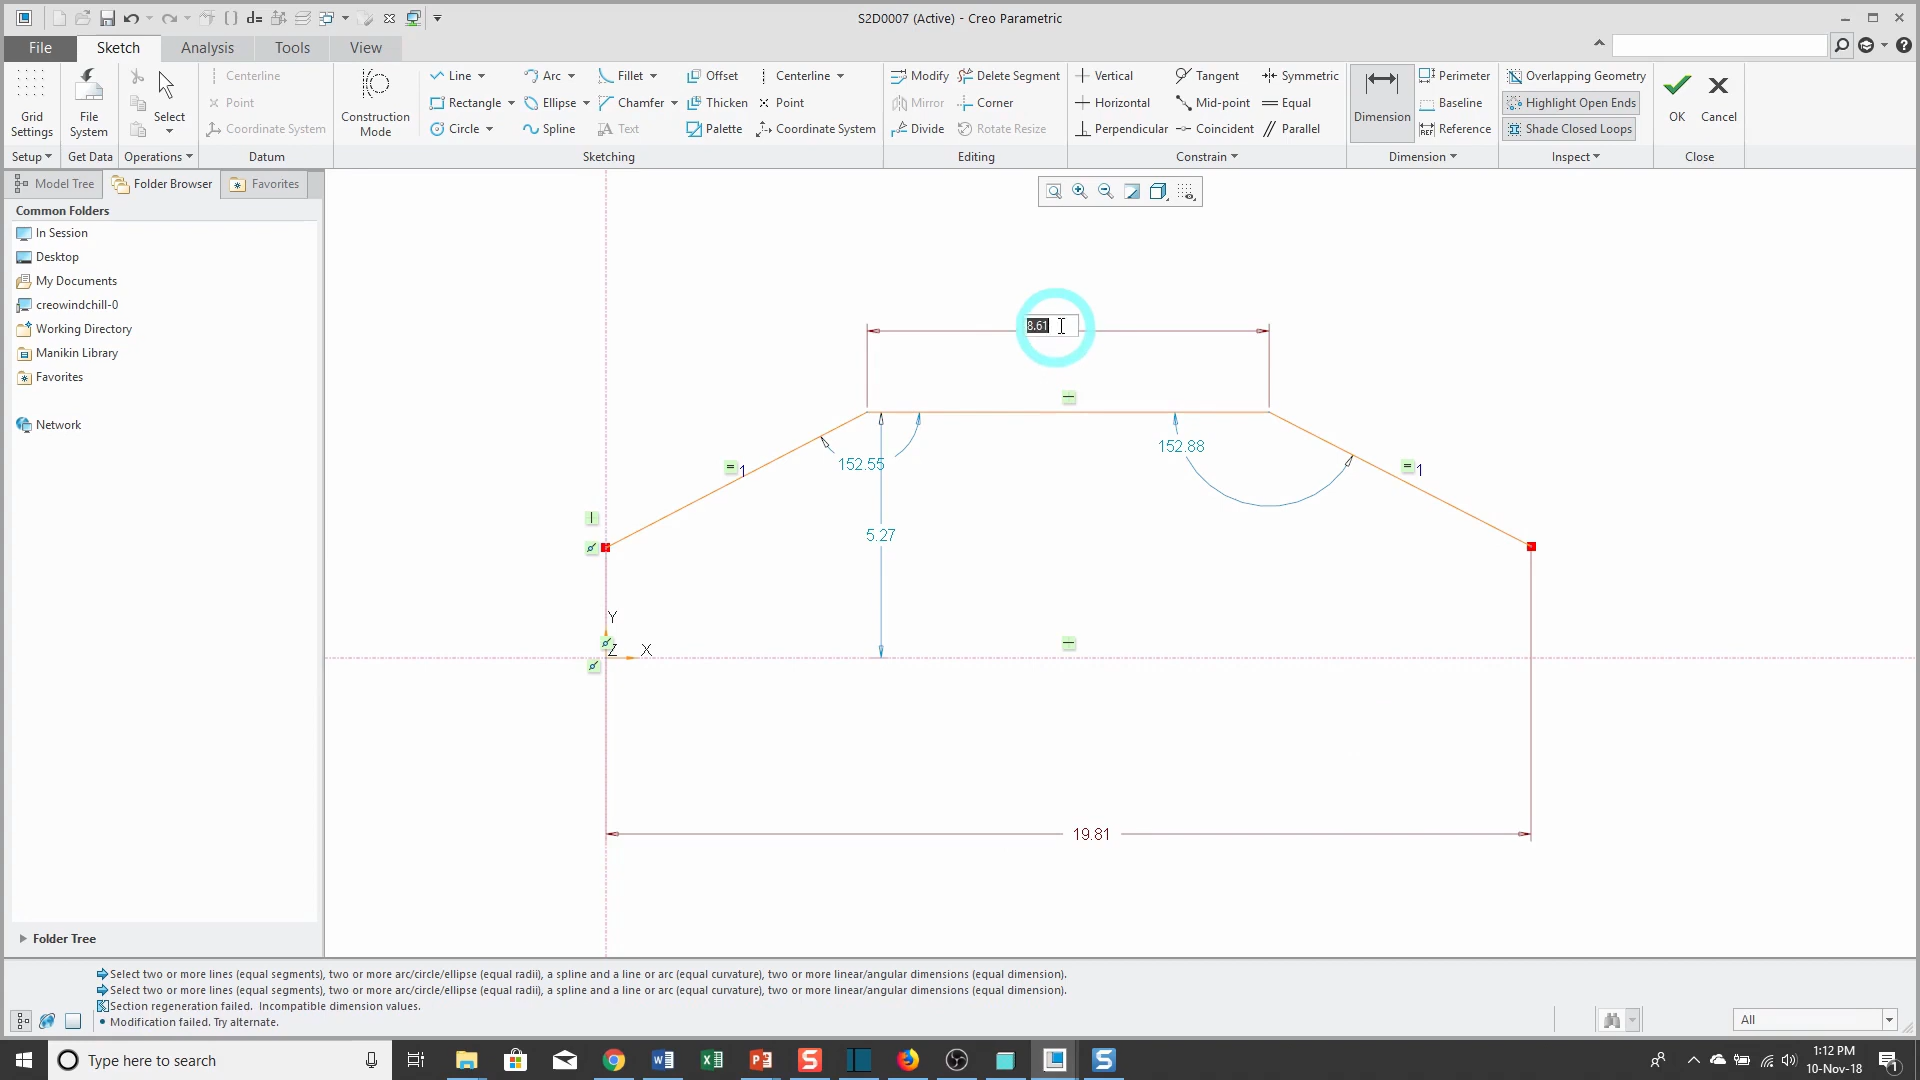 S2D0007 (Active) - Creo Parametric
File Sketch Analysis Tools View
Grid Settings
Setup
File System
Get Data
Select
Operations
Centerline
Point
Coordinate System
Datum
Construction Mode
Line Arc Fillet Offset Centerline
Rectangle Ellipse Chamfer Thicken Point
Circle Spline Text Palette Coordinate System
Sketching
Modify Delete Segment
Mirror Corner
Divide Rotate Resize
Editing
Vertical Tangent Symmetric
Horizontal Mid-point Equal
Perpendicular Coincident Parallel
Constrain
Dimension
Perimeter
Baseline
REF Reference
Dimension
Overlapping Geometry
Highlight Open Ends
Shade Closed Loops
Inspect
OK Cancel
Close
Model Tree Folder Browser Favorites
Common Folders
In Session
Desktop
My Documents
creowindchill-0
Working Directory
Manikin Library
Favorites
Network
Folder Tree
8.61
152.88
152.55
1
1
5.27
Y
Z X
19.81
Select two or more lines (equal segments), two or more arc/circle/ellipse (equal radii), a spline and a line or arc (equal curvature), two or more linear/angular dimensions (equal dimension).
Select two or more lines (equal segments), two or more arc/circle/ellipse (equal radii), a spline and a line or arc (equal curvature), two or more linear/angular dimensions (equal dimension).
Section regeneration failed. Incompatible dimension values.
• Modification failed. Try alternate.
All
Type here to search
1:12 PM
10-Nov-18